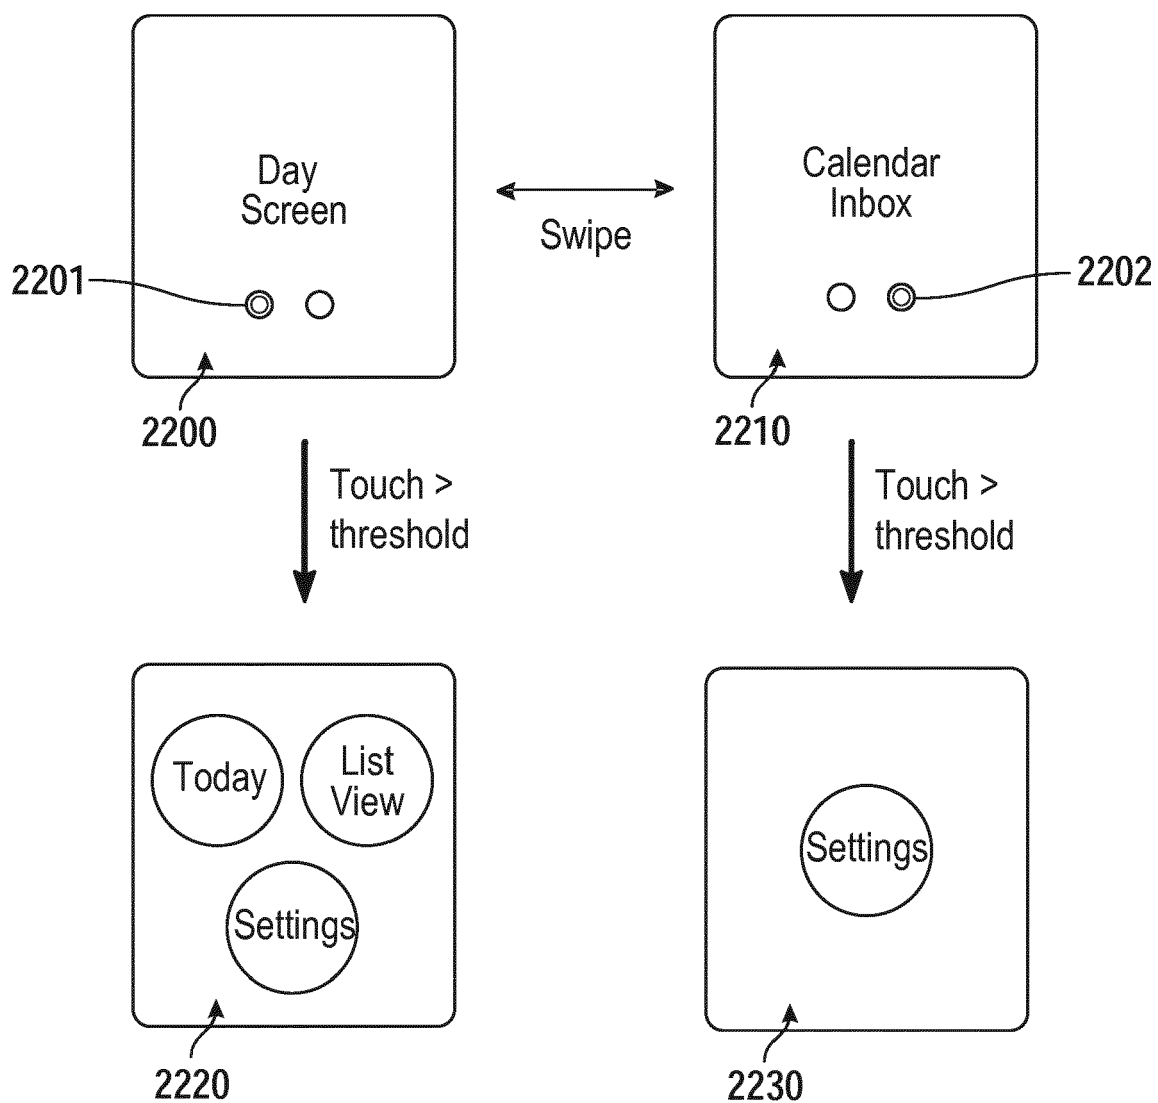 Day
Screen
Calendar
Inbox
Swipe
2201
2202
2200
2210
Touch >
threshold
Touch >
threshold
Today
List
View
Settings
Settings
2220
2230